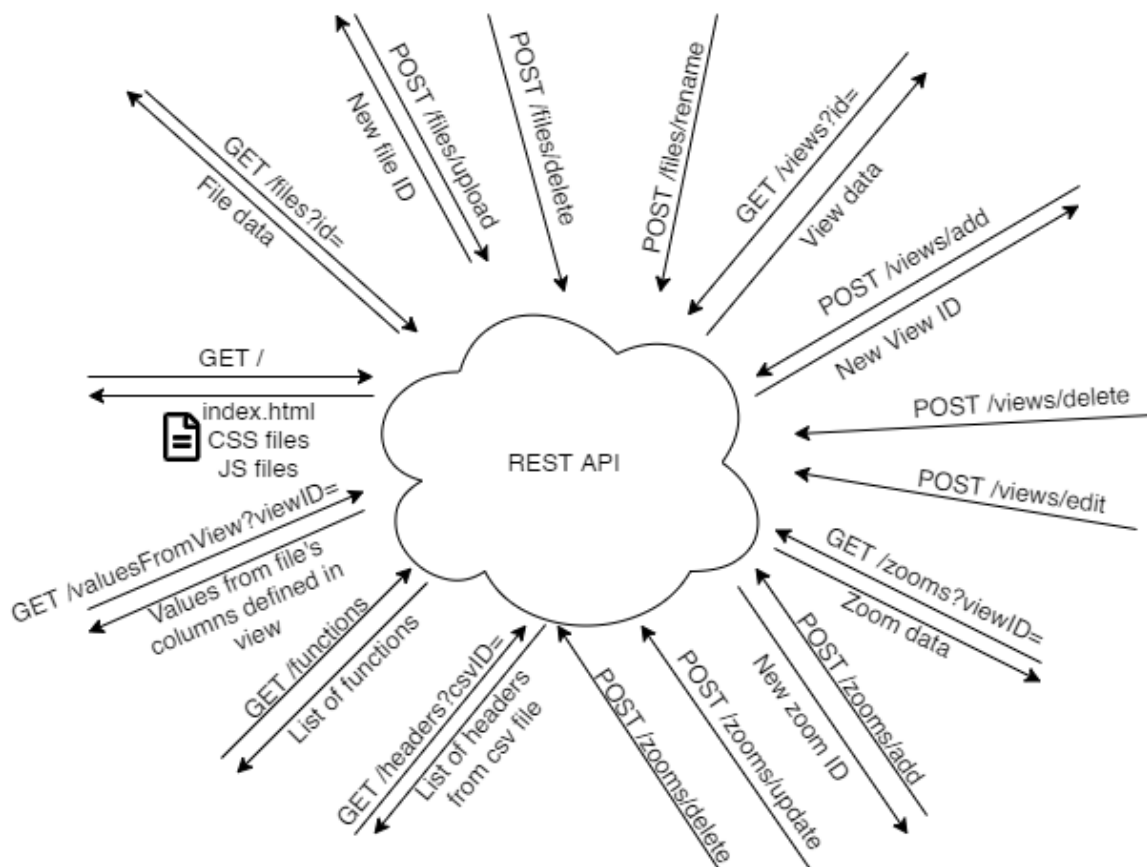 POST /files/upload
New file ID
POST /files/delete
POST /files/rename
GET /views?id=
View data
GET /files?id=
File data
POST /views/add
New View ID
GET /
index.html
CSS files
JS files
POST /views/delete
REST API
POST /views/edit
GET /valuesFromView?viewID=
Values from file's
columns defined in
view
GET /zooms?viewID=
Zoom data
GET /functions
List of functions
GET /headers?csvID=
List of headers
from csv file
POST /zooms/delete
POST /zooms/update
New zoom ID
POST /zooms/add